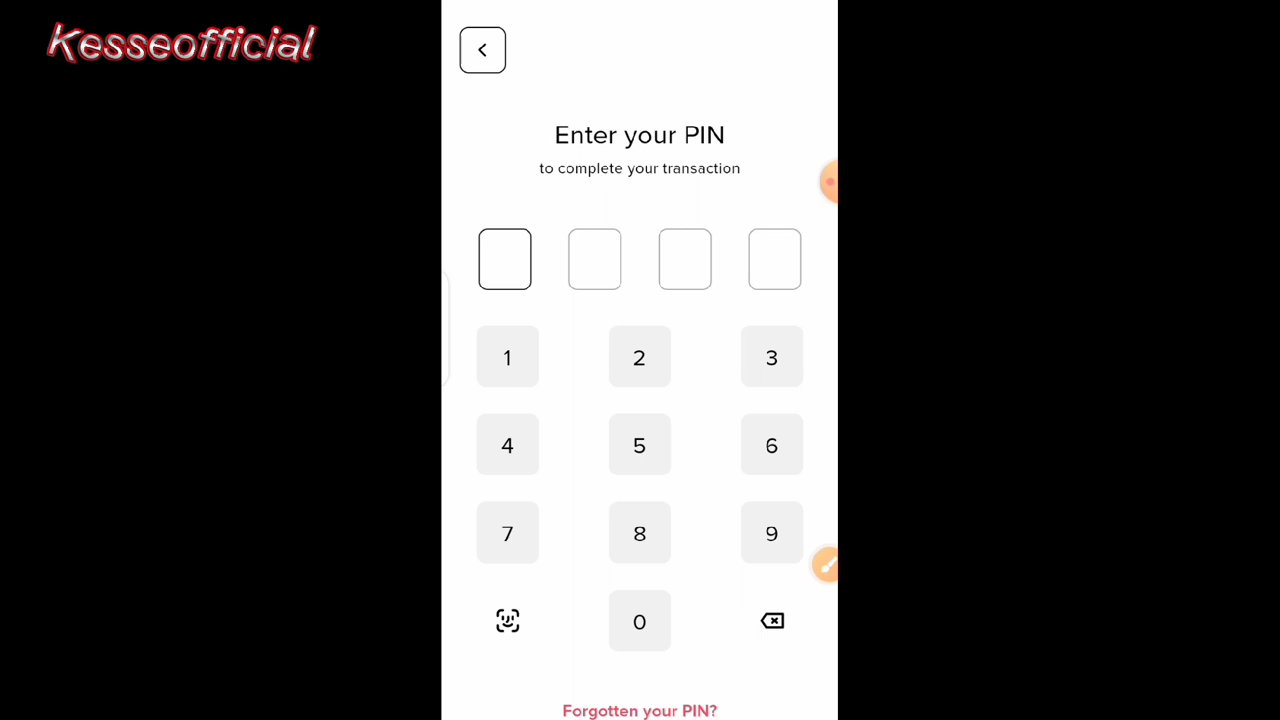 Kesseofficial
Enter your PIN
to complete your transaction
1 2 3
4 5 6
7 8 9
0
Forgotten your PIN?